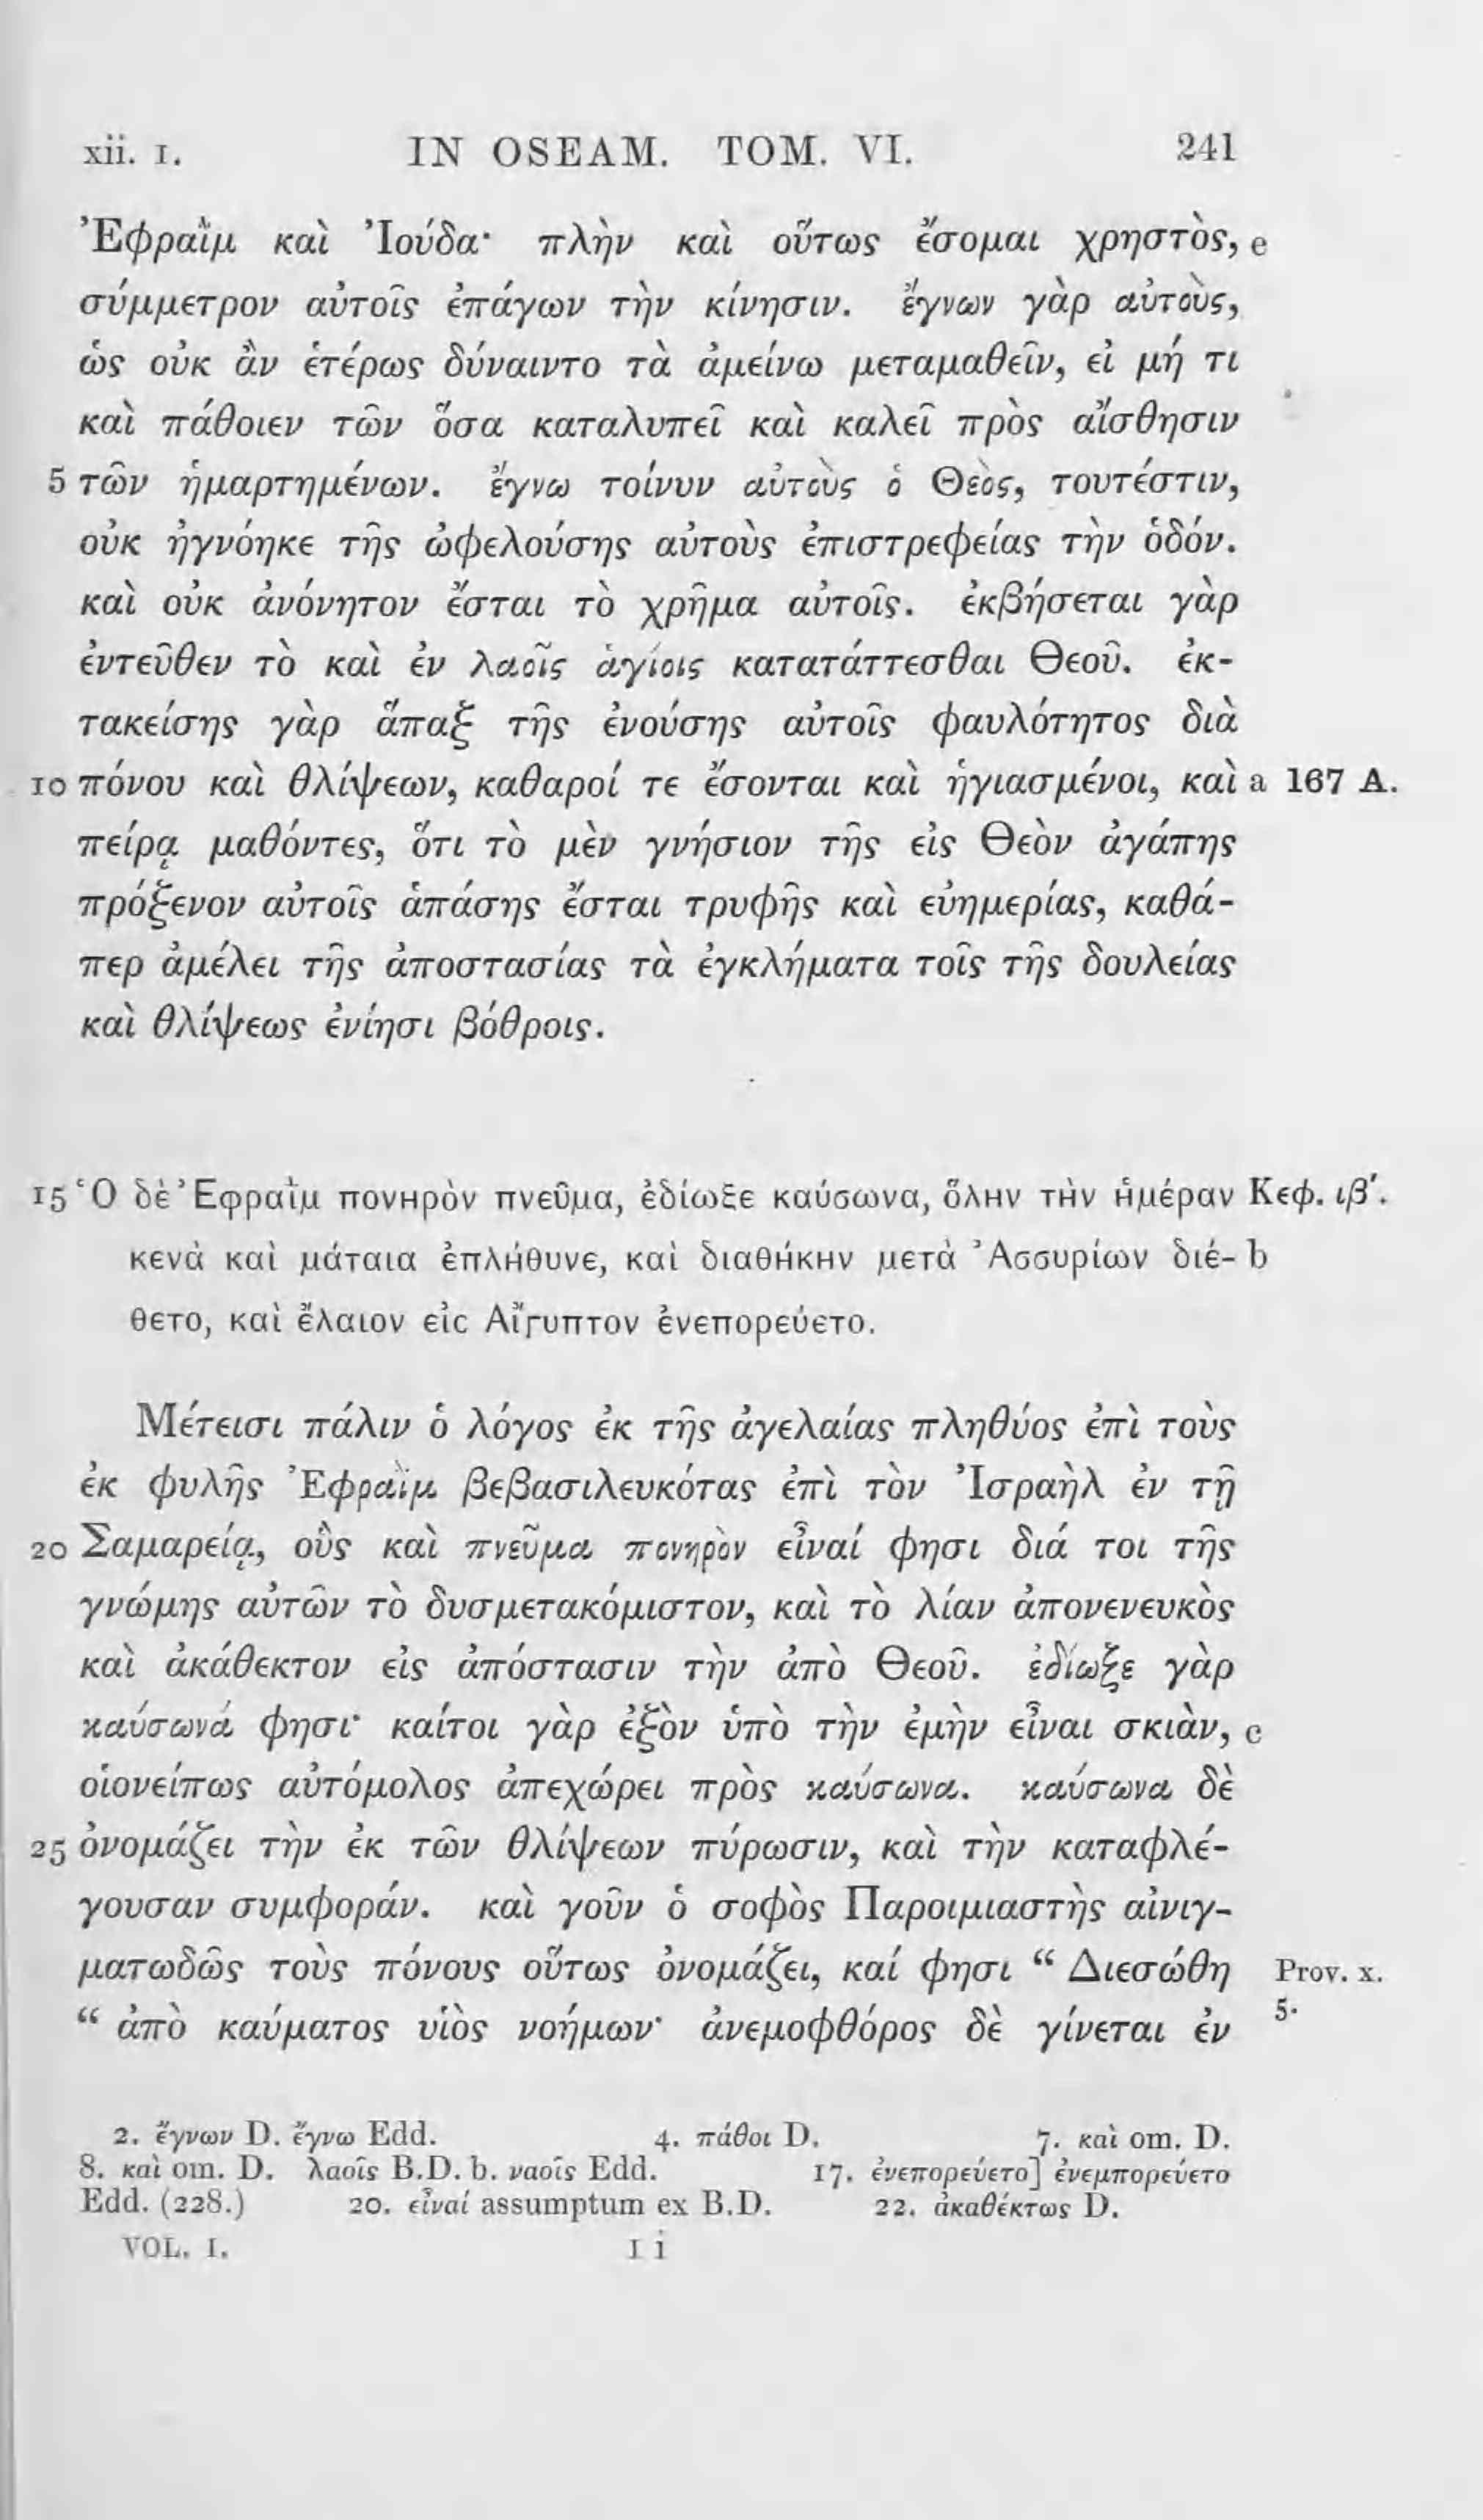 xii. 1. IN OSEAM. TOM. VI. 241
Ἐφραῒμ καὶ Ἰούδα· πλὴν καὶ οὕτως ἔσομαι χρηστὸς, e
σύμμετρον αὐτοῖς ἐπάγων τὴν κίνησιν. ἔγνων γὰρ αὐτοὺς,
ὡς οὐκ ἂν ἑτέρως δύναιντο τὰ ἀμείνω μεταμαθεῖν, εἰ μή τι
καὶ πάθοιεν τῶν ὅσα καταλυπεῖ καὶ καλεῖ πρὸς αἴσθησιν
5 τῶν ἡμαρτημένων. ἔγνω τοίνυν αὐτοὺς ὁ Θεὸς, τουτέστιν,
οὐκ ἠγνόηκε τῆς ὠφελούσης αὐτοὺς ἐπιστρεφείας τὴν ὁδόν.
καὶ οὐκ ἀνόνητον ἔσται τὸ χρῆμα αὐτοῖς. ἐκβήσεται γὰρ
ἐντεῦθεν τὸ καὶ ἐν λαοῖς ἁγίοις κατατάττεσθαι Θεοῦ. ἐκ-
τακείσης γὰρ ἅπαξ τῆς ἐνούσης αὐτοῖς φαυλότητος διὰ
10 πόνου καὶ θλίψεων, καθαροί τε ἔσονται καὶ ἡγιασμένοι, καὶ a 167 A.
πείρᾳ μαθόντες, ὅτι τὸ μὲν γνήσιον τῆς εἰς Θεὸν ἀγάπης
πρόξενον αὐτοῖς ἁπάσης ἔσται τρυφῆς καὶ εὐημερίας, καθά-
περ ἀμέλει τῆς ἀποστασίας τὰ ἐγκλήματα τοῖς τῆς δουλείας
καὶ θλίψεως ἐνίησι βόθροις.
15 Ὁ δὲ Ἐφραῒμ πονηρὸν πνεῦμα, ἐδίωξε καύσωνα, ὅλην τὴν ἡμέραν Κεφ. ιβ΄.
κενὰ καὶ μάταια ἐπλήθυνε, καὶ διαθήκην μετὰ Ἀσσυρίων διέ- b
θετο, καὶ ἔλαιον εἰς Αἴγυπτον ἐνεπορεύετο.
Μέτεισι πάλιν ὁ λόγος ἐκ τῆς ἀγελαίας πληθύος ἐπὶ τοὺς
ἐκ φυλῆς Ἐφραῒμ βεβασιλευκότας ἐπὶ τὸν Ἰσραὴλ ἐν τῇ
20 Σαμαρείᾳ, οὓς καὶ πνεῦμα πονηρὸν εἶναί φησι διά τοι τῆς
γνώμης αὐτῶν τὸ δυσμετακόμιστον, καὶ τὸ λίαν ἀπονενευκὸς
καὶ ἀκάθεκτον εἰς ἀπόστασιν τὴν ἀπὸ Θεοῦ. ἐδίωξε γὰρ
καύσωνά φησι· καίτοι γὰρ ἐξὸν ὑπὸ τὴν ἐμὴν εἶναι σκιὰν, c
οἱονείπως αὐτόμολος ἀπεχώρει πρὸς καύσωνα. καύσωνα δὲ
25 ὀνομάζει τὴν ἐκ τῶν θλίψεων πύρωσιν, καὶ τὴν καταφλέ-
γουσαν συμφοράν. καὶ γοῦν ὁ σοφὸς Παροιμιαστὴς αἰνιγ-
ματωδῶς τοὺς πόνους οὕτως ὀνομάζει, καί φησι “ Διεσώθη Prov. x.
“ ἀπὸ καύματος υἱὸς νοήμων· ἀνεμοφθόρος δὲ γίνεται ἐν 5.
2. ἔγνων D. ἔγνω Edd. 4. πάθοι D. 7. καὶ om. D.
8. καὶ om. D. λαοῖς B.D. b. ναοῖς Edd. 17. ἐνεπορεύετο] ἐνεμπορεύετο
Edd. (228.) 20. εἶναί assumptum ex B.D. 22. ἀκαθέκτως D.
VOL. I. I i